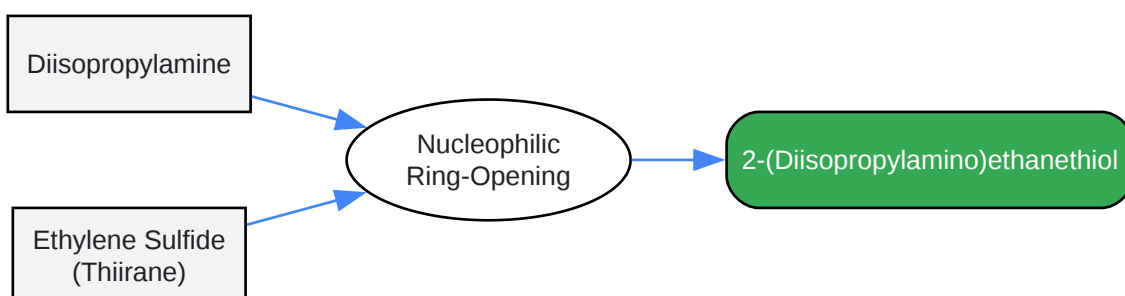 Diisopropylamine
Nucleophilic
Ring-Opening
2-(Diisopropylamino)ethanethiol
Ethylene Sulfide
(Thiirane)